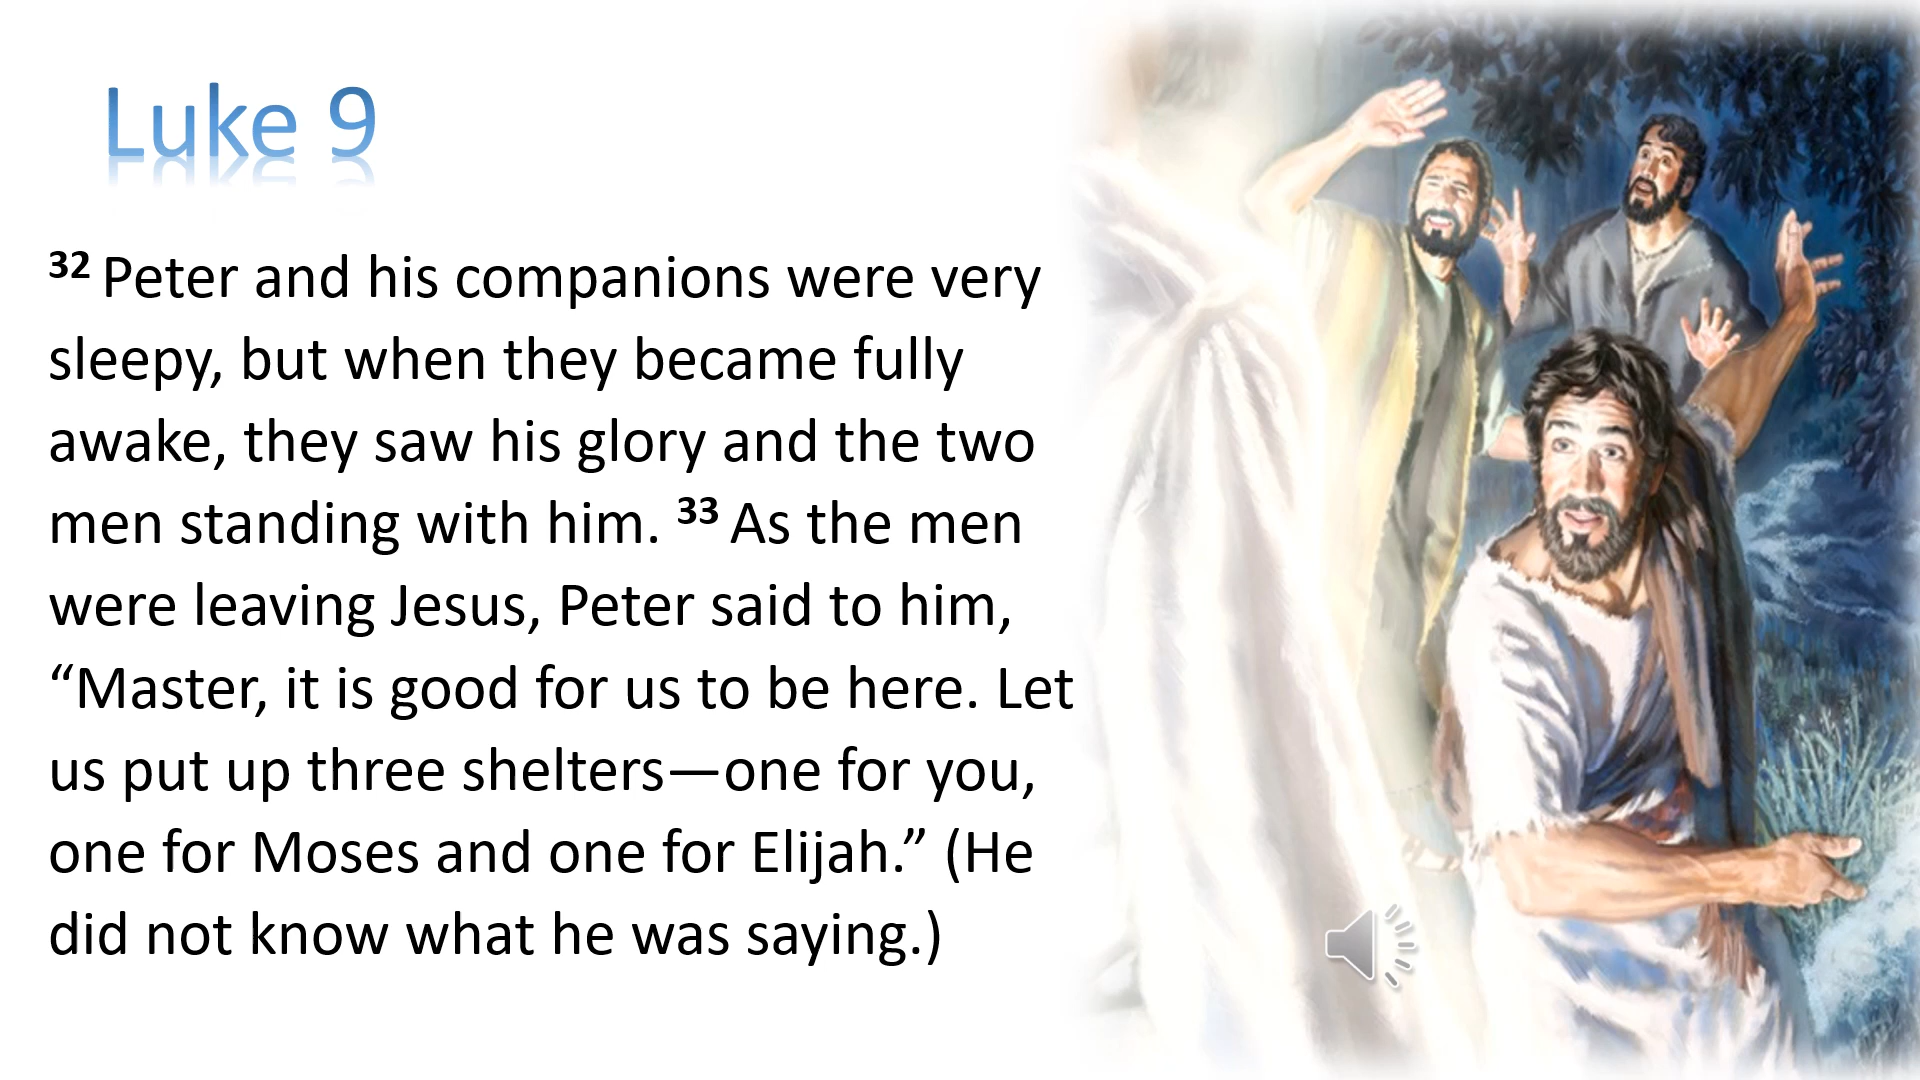 Luke 9
32 Peter and his companions were very
sleepy, but when they became fully
awake, they saw his glory and the two
men standing with him. 33 As the men
were leaving Jesus, Peter said to him,
“Master, it is good for us to be here. Let
us put up three shelters—one for you,
one for Moses and one for Elijah.” (He
did not know what he was saying.)